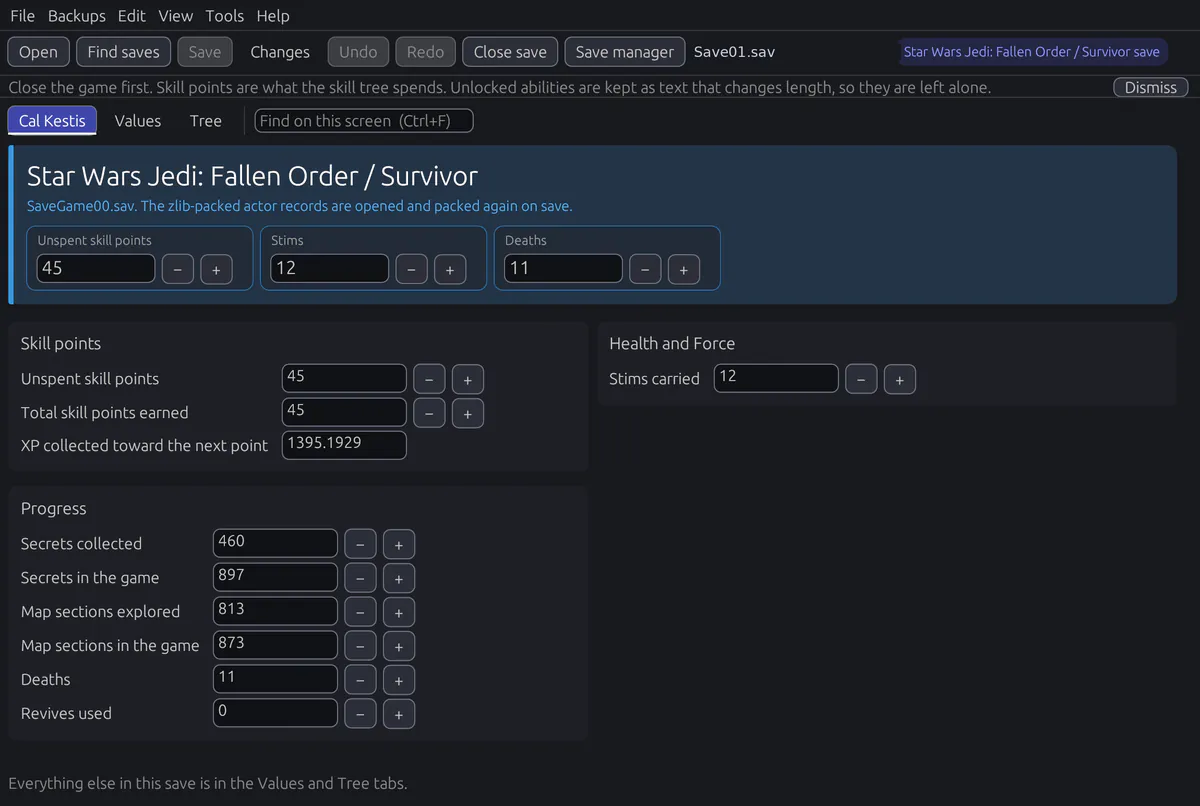 File Backups Edit View Tools Help
Open Find saves Save Changes Undo Redo Close save Save manager Save01.sav Star Wars Jedi: Fallen Order / Survivor save
Close the game first. Skill points are what the skill tree spends. Unlocked abilities are kept as text that changes length, so they are left alone. Dismiss
Cal Kestis Values Tree Find on this screen (Ctrl+F)
Star Wars Jedi: Fallen Order / Survivor
SaveGame00.sav. The zlib-packed actor records are opened and packed again on save.
Unspent skill points Stims Deaths
45 − + 12 − + 11 − +
Skill points
Unspent skill points 45 − +
Total skill points earned 45 − +
XP collected toward the next point 1395.1929
Health and Force
Stims carried 12 − +
Progress
Secrets collected 460 − +
Secrets in the game 897 − +
Map sections explored 813 − +
Map sections in the game 873 − +
Deaths 11 − +
Revives used 0 − +
Everything else in this save is in the Values and Tree tabs.